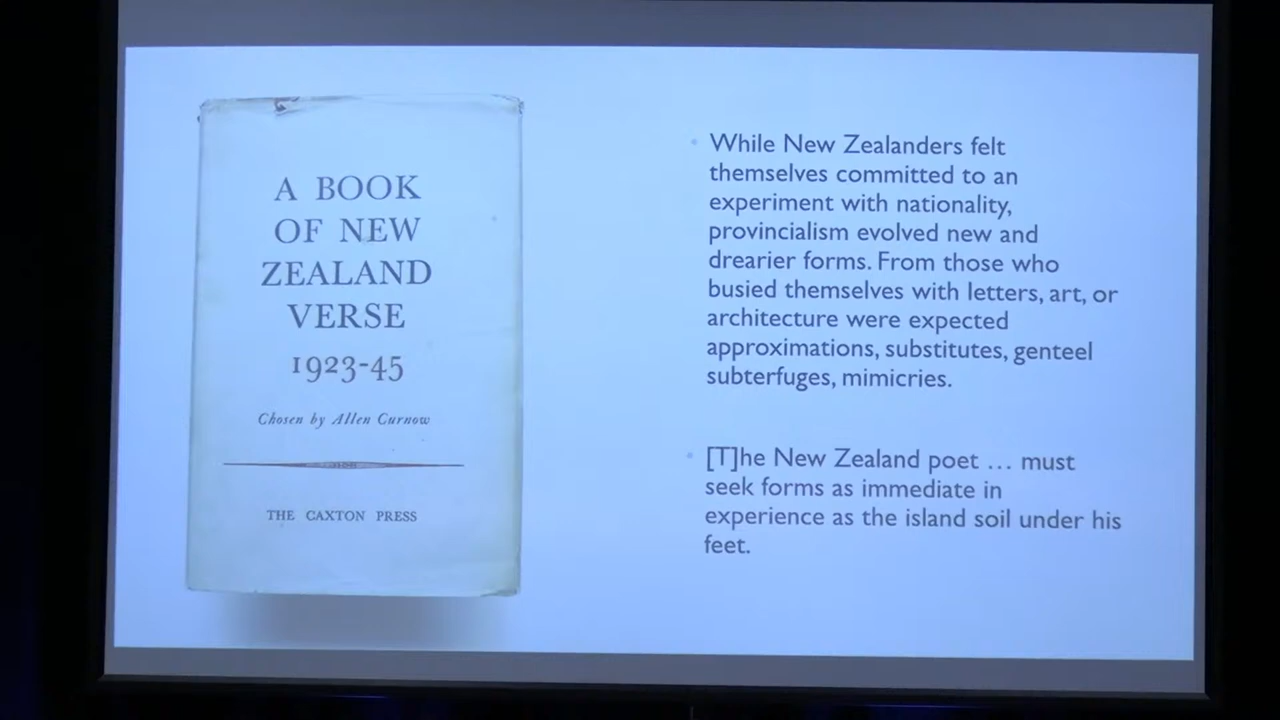 A BOOK
OF NEW
ZEALAND
VERSE
1923-45
Chosen by Allen Curnow
THE CAXTON PRESS
• While New Zealanders felt
themselves committed to an
experiment with nationality,
provincialism evolved new and
drearier forms. From those who
busied themselves with letters, art, or
architecture were expected
approximations, substitutes, genteel
subterfuges, mimicries.
• [T]he New Zealand poet … must
seek forms as immediate in
experience as the island soil under his
feet.